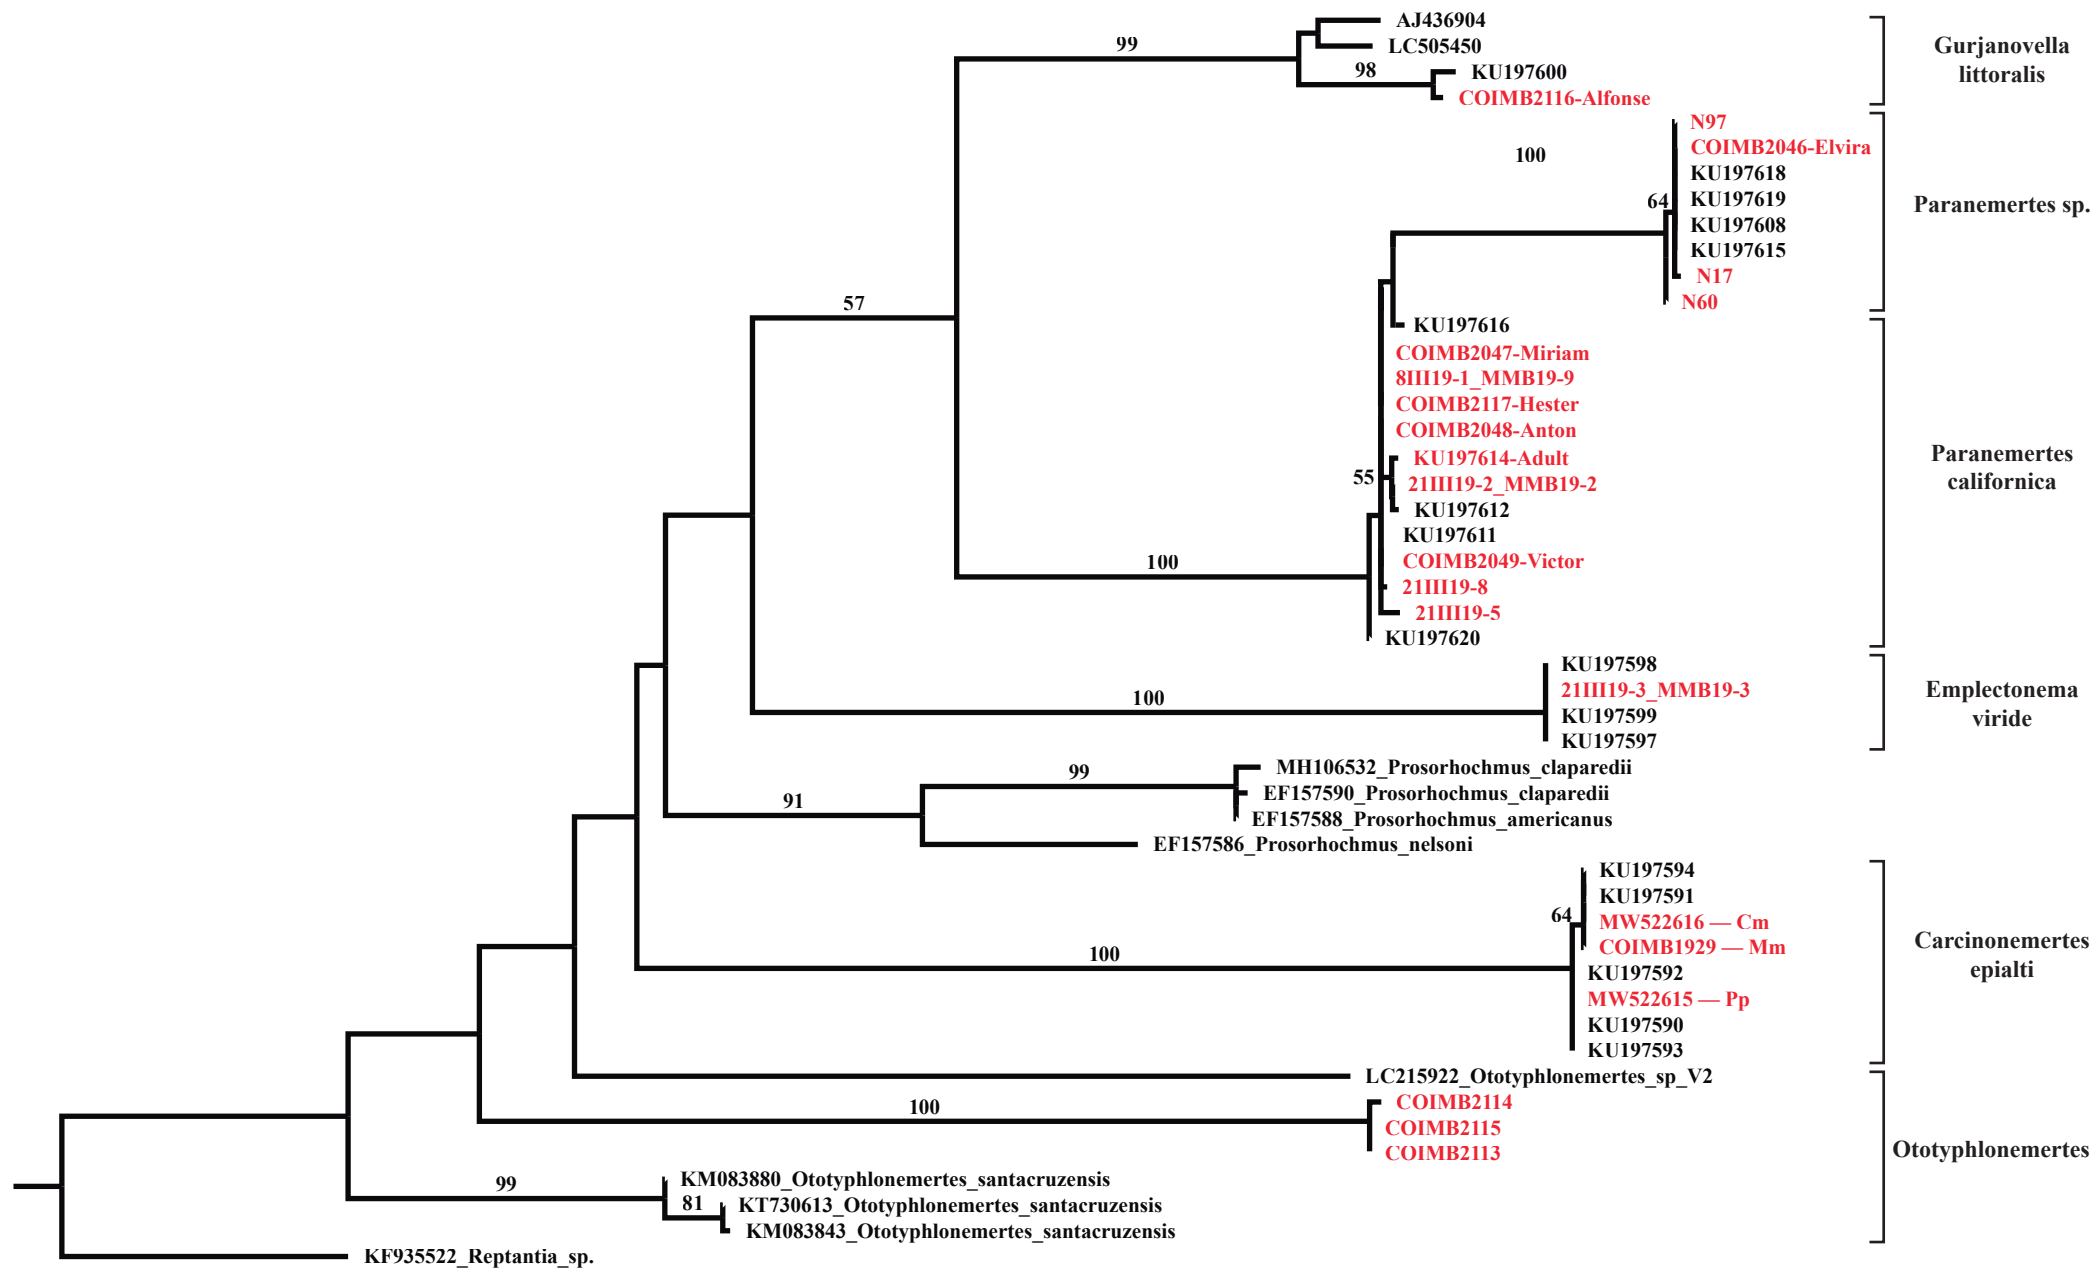 AJ436904
99
LC505450
98
KU197600
COIMB2116-Alfonse
Gurjanovella
littoralis
N97
COIMB2046-Elvira
100
KU197618
64
KU197619
KU197608
KU197615
N17
N60
Paranemertes sp.
57
KU197616
COIMB2047-Miriam
8III19-1_MMB19-9
COIMB2117-Hester
COIMB2048-Anton
KU197614-Adult
55
21III19-2_MMB19-2
KU197612
KU197611
COIMB2049-Victor
100
21III19-8
21III19-5
KU197620
Paranemertes
californica
KU197598
21III19-3_MMB19-3
100
KU197599
KU197597
Emplectonema
viride
MH106532_Prosorhochmus_claparedii
99
EF157590_Prosorhochmus_claparedii
91
EF157588_Prosorhochmus_americanus
EF157586_Prosorhochmus_nelsoni
KU197594
KU197591
64
MW522616 — Cm
COIMB1929 — Mm
100
KU197592
MW522615 — Pp
KU197590
KU197593
Carcinonemertes
epialti
LC215922_Ototyphlonemertes_sp_V2
100
COIMB2114
COIMB2115
COIMB2113
Ototyphlonemertes
99
KM083880_Ototyphlonemertes_santacruzensis
81
KT730613_Ototyphlonemertes_santacruzensis
KM083843_Ototyphlonemertes_santacruzensis
KF935522_Reptantia_sp.